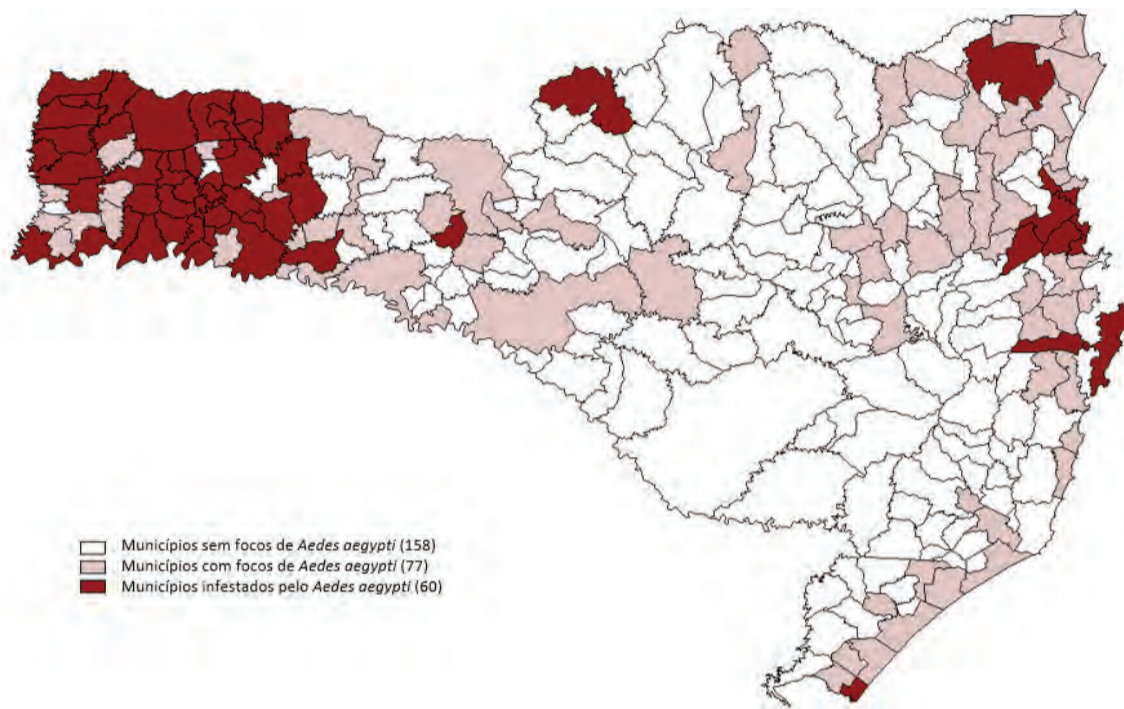 Municípios sem focos de Aedes aegypti (158)
Municípios com focos de Aedes aegypti (77)
Municípios infestados pelo Aedes aegypti (60)